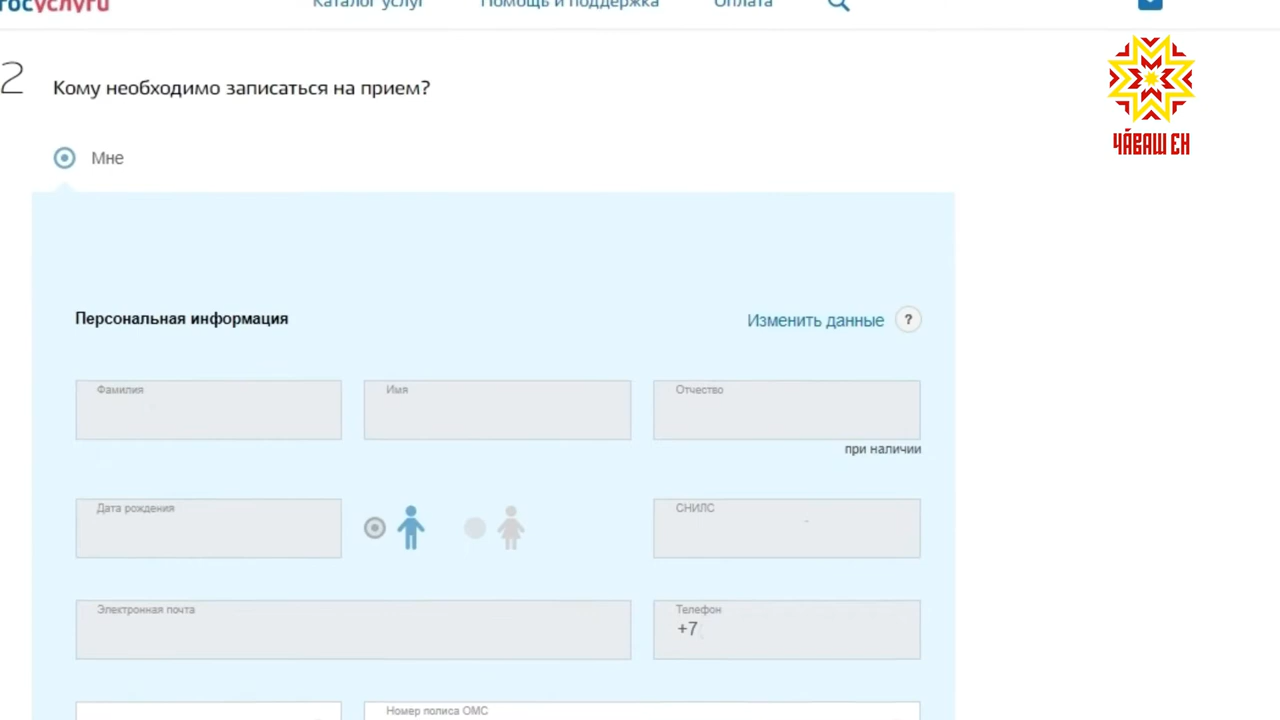 госуслуги
Каталог услуг Помощь и поддержка Оплата
2 Кому необходимо записаться на прием?
ЧӐВАШ ЕН
Мне
Персональная информация
Изменить данные ?
Фамилия Имя Отчество
при наличии
Дата рождения СНИЛС
Электронная почта Телефон
+7
Номер полиса ОМС